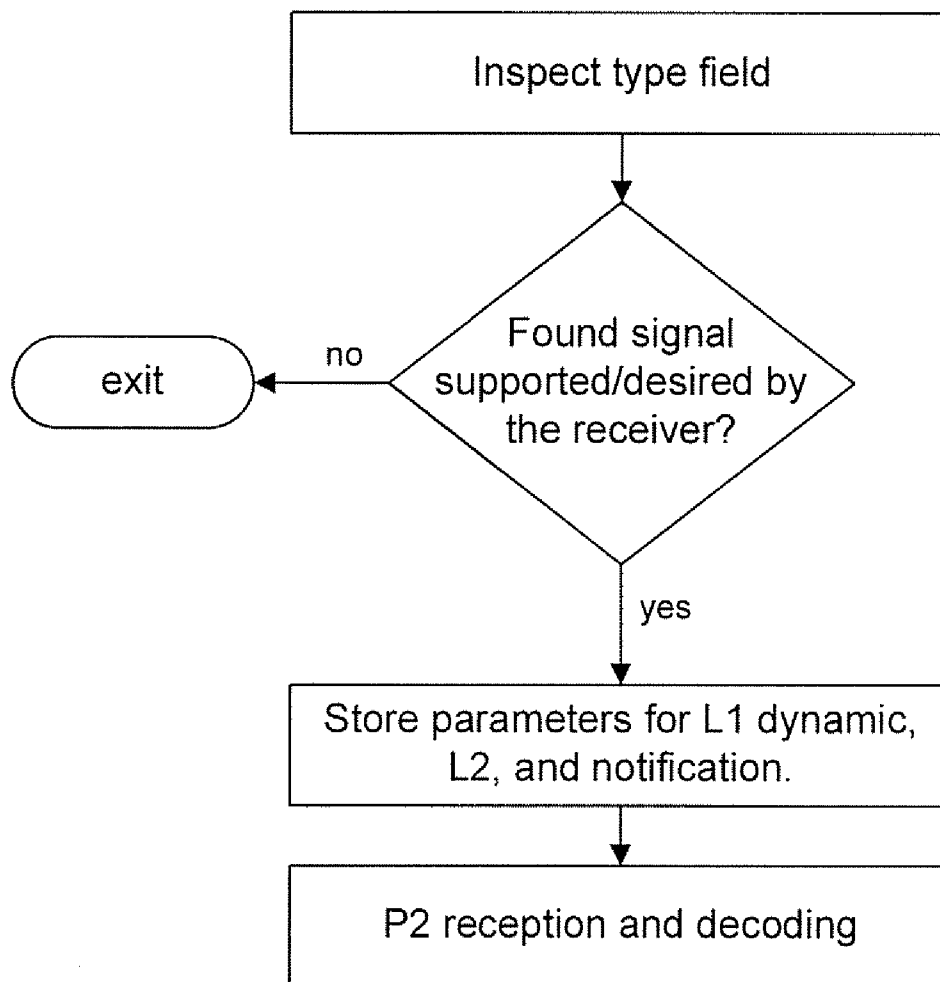 Inspect type field
Found signal
supported/desired by
the receiver?
no
exit
yes
Store parameters for L1 dynamic,
L2, and notification.
P2 reception and decoding